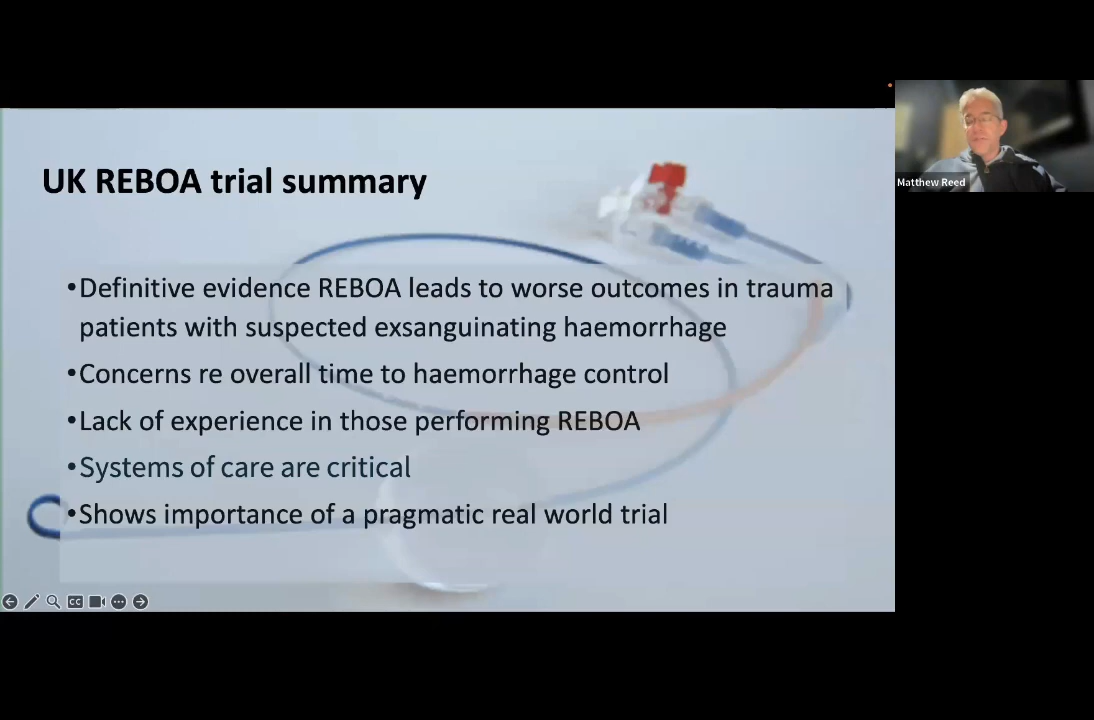 UK REBOA trial summary
•Definitive evidence REBOA leads to worse outcomes in trauma
patients with suspected exsanguinating haemorrhage
•Concerns re overall time to haemorrhage control
•Lack of experience in those performing REBOA
•Systems of care are critical
•Shows importance of a pragmatic real world trial
Matthew Reed
CC